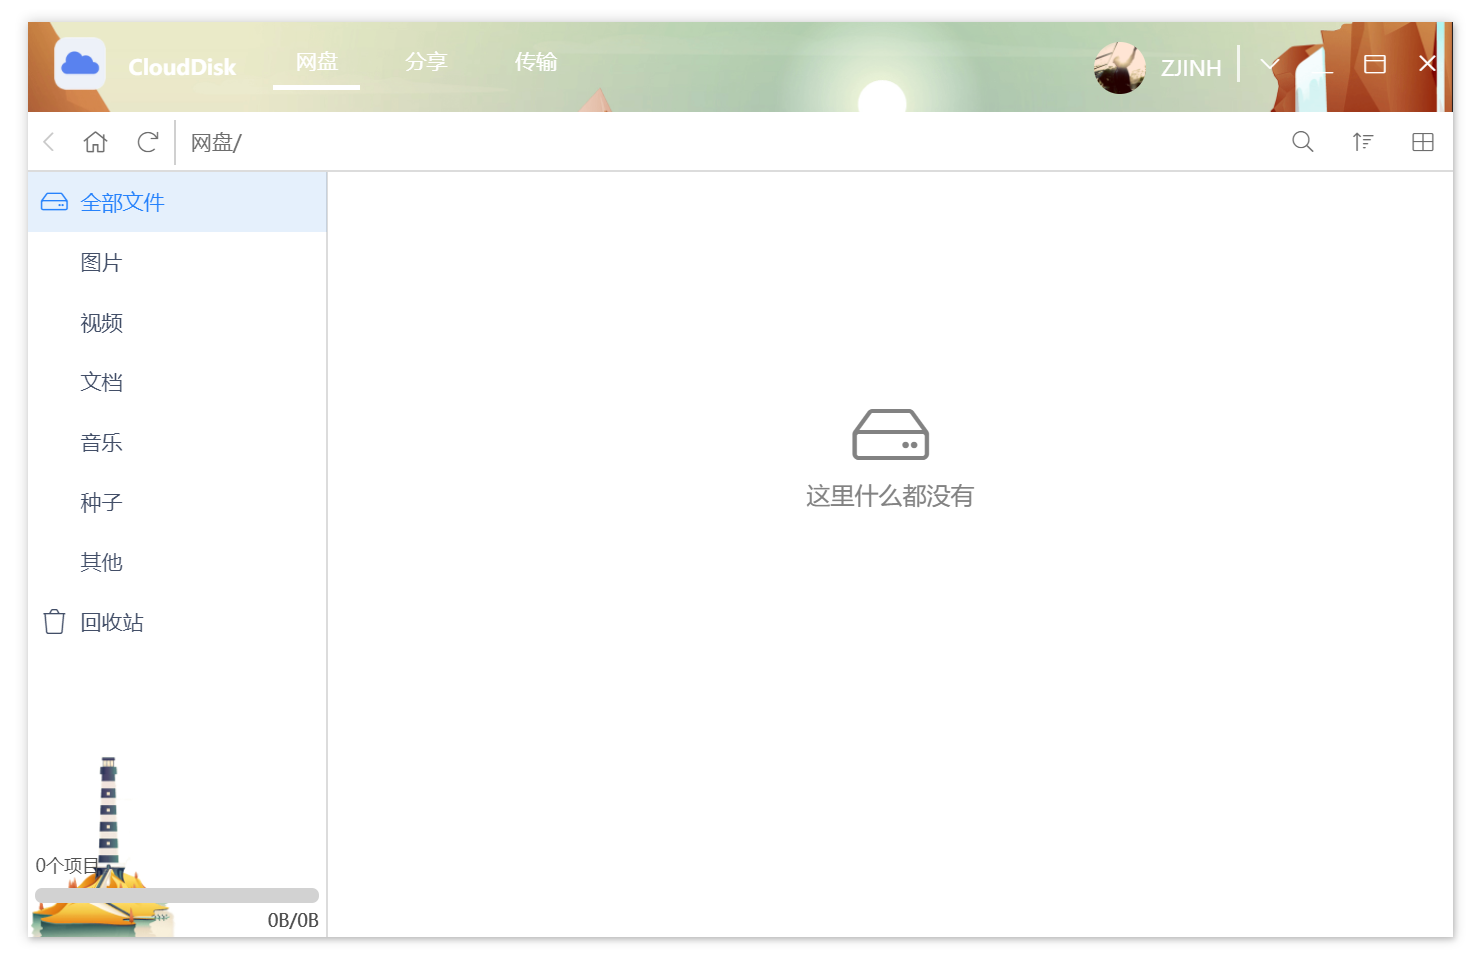 CloudDisk
网盘
分享
传输
ZJINH
网盘/
全部文件
图片
视频
文档
音乐
种子
其他
回收站
这里什么都没有
0个项目
0B/0B